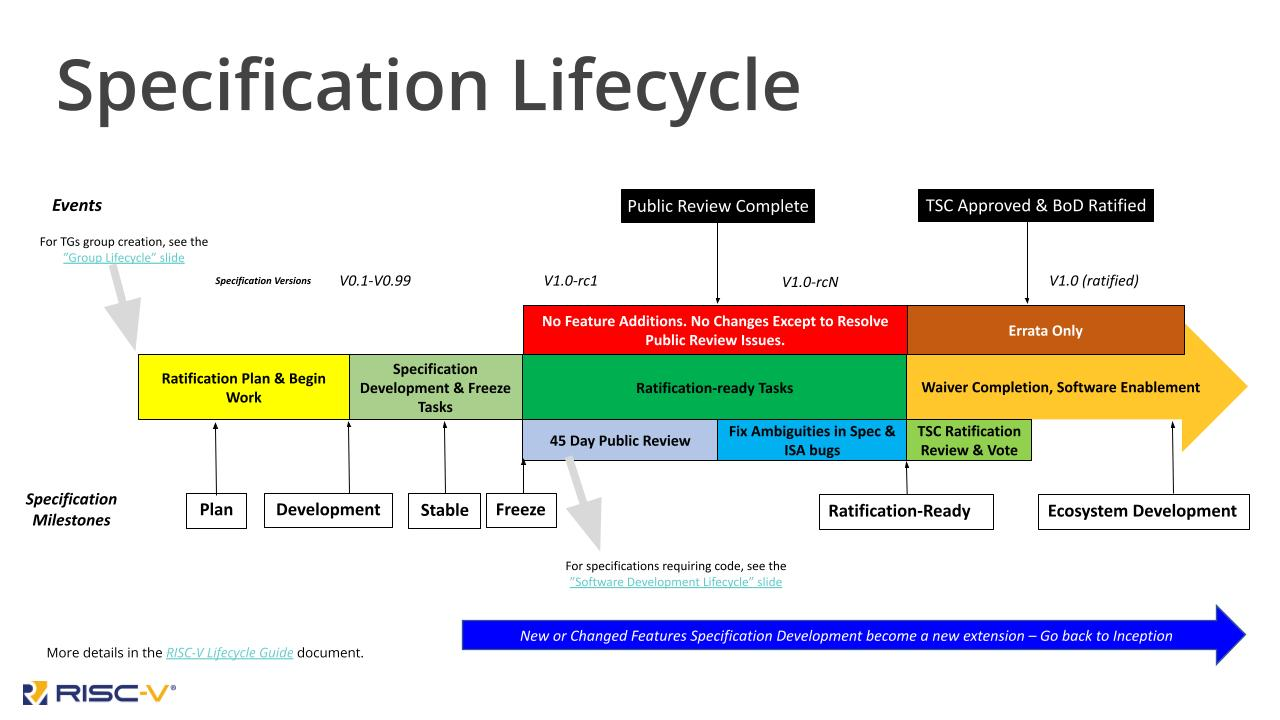 Specification Lifecycle
Events
Public Review Complete
TSC Approved & BoD Ratified
For TGs group creation, see the
"Group Lifecycle" slide
Specification Versions
V0.1-V0.99
V1.0-rc1
V1.0-rcN
V1.0 (ratified)
No Feature Additions. No Changes Except to Resolve
Public Review Issues.
Errata Only
Ratification Plan & Begin
Work
Specification
Development & Freeze
Tasks
Ratification-ready Tasks
Waiver Completion, Software Enablement
45 Day Public Review
Fix Ambiguities in Spec &
ISA bugs
TSC Ratification
Review & Vote
Specification
Milestones
Plan
Development
Stable
Freeze
Ratification-Ready
Ecosystem Development
For specifications requiring code, see the
"Software Development Lifecycle" slide
New or Changed Features Specification Development become a new extension – Go back to Inception
More details in the RISC-V Lifecycle Guide document.
RISC-V®